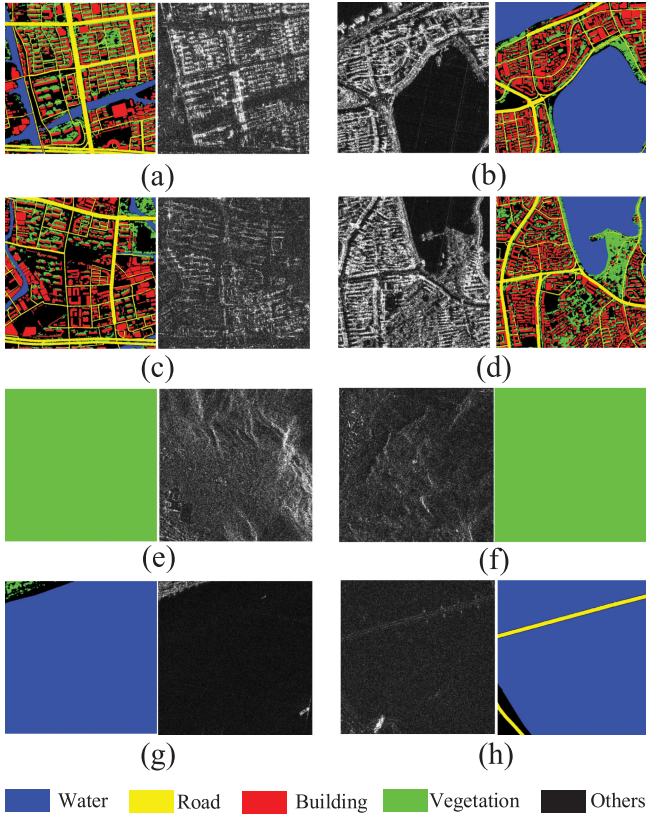 (a)
(b)
(c)
(d)
(e)
(f)
(g)
(h)
Water Road Building Vegetation Others